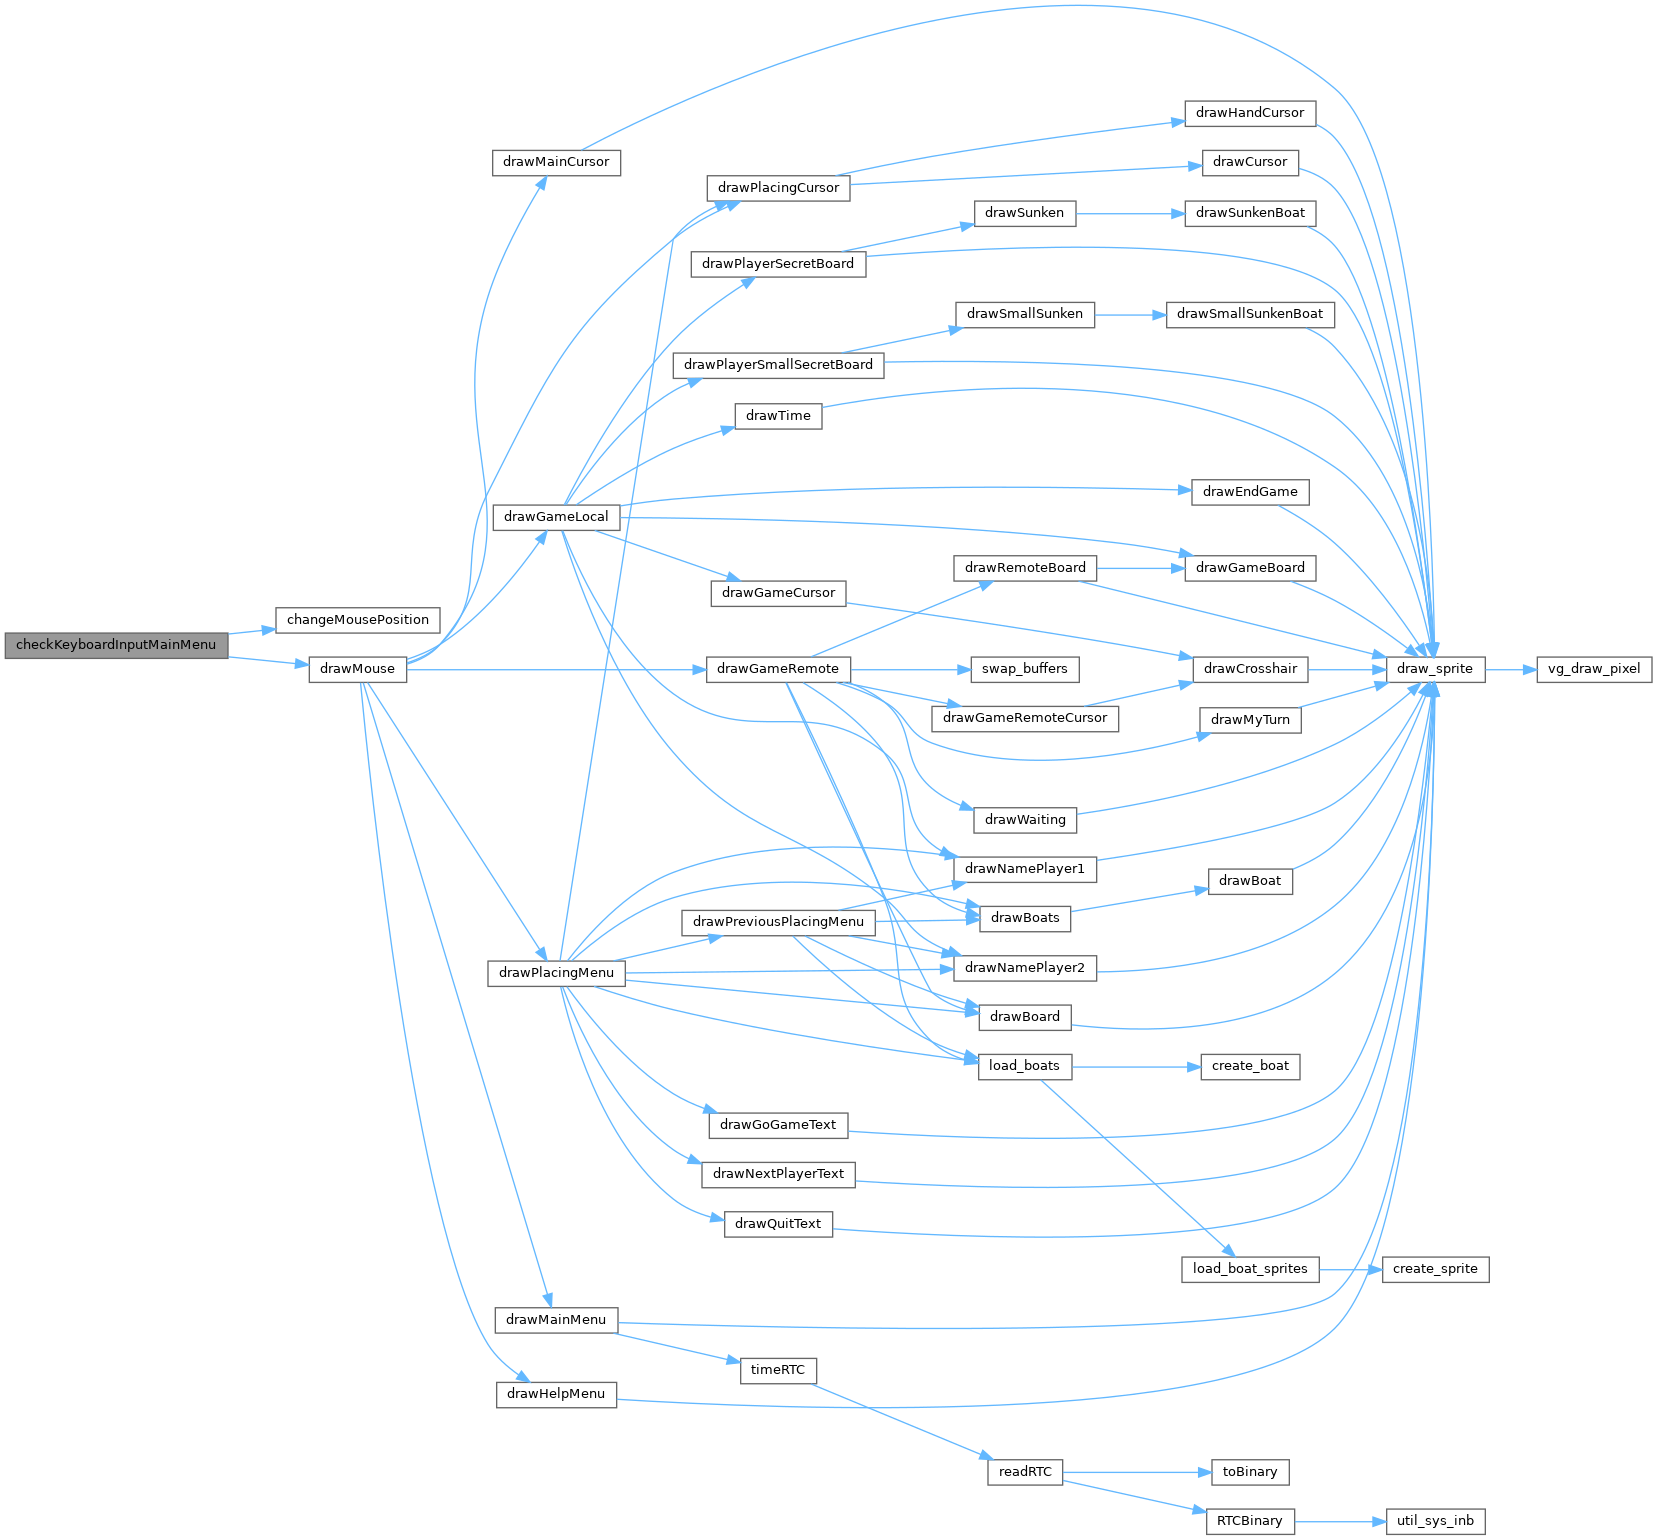 drawHandCursor
drawMainCursor
drawCursor
drawPlacingCursor
drawSunken
drawSunkenBoat
drawPlayerSecretBoard
drawSmallSunken
drawSmallSunkenBoat
drawPlayerSmallSecretBoard
drawTime
drawEndGame
drawGameLocal
drawRemoteBoard
drawGameBoard
drawGameCursor
changeMousePosition
checkKeyboardInputMainMenu
drawMouse
drawGameRemote
swap_buffers
drawCrosshair
draw_sprite
vg_draw_pixel
drawGameRemoteCursor
drawMyTurn
drawWaiting
drawNamePlayer1
drawBoat
drawPreviousPlacingMenu
drawBoats
drawPlacingMenu
drawNamePlayer2
drawBoard
load_boats
create_boat
drawGoGameText
drawNextPlayerText
drawQuitText
load_boat_sprites
create_sprite
drawMainMenu
timeRTC
drawHelpMenu
readRTC
toBinary
RTCBinary
util_sys_inb